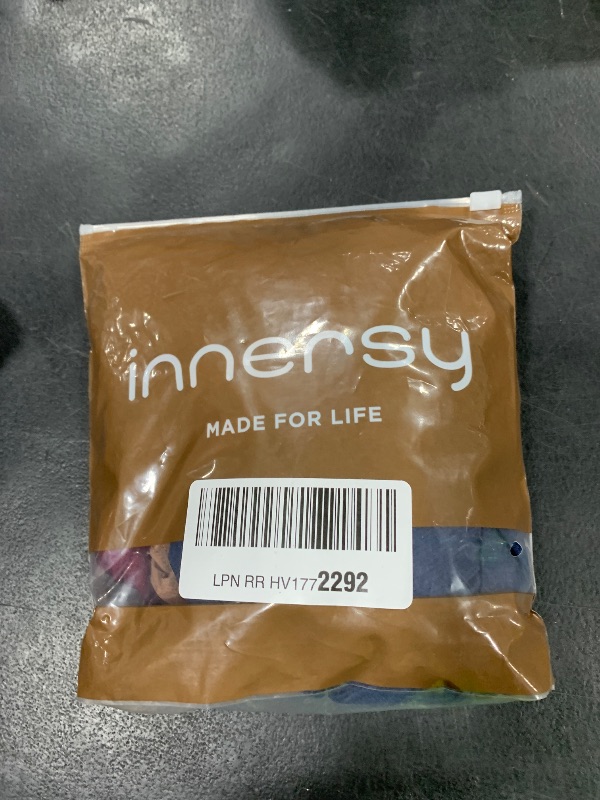 innersy
MADE FOR LIFE
LPN RR HV1772292